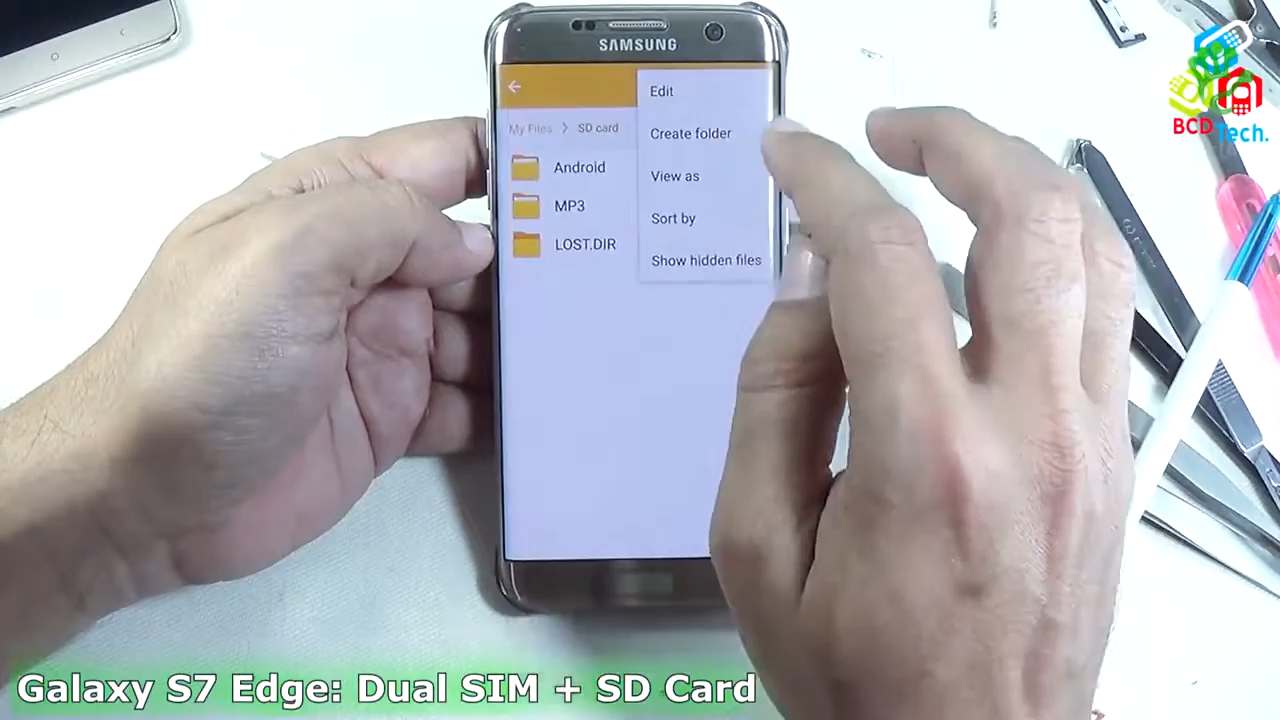 SAMSUNG
Edit
My Files > SD card
Create folder
Android
View as
MP3
Sort by
LOST.DIR
Show hidden files
BCD Tech.
Galaxy S7 Edge: Dual SIM + SD Card